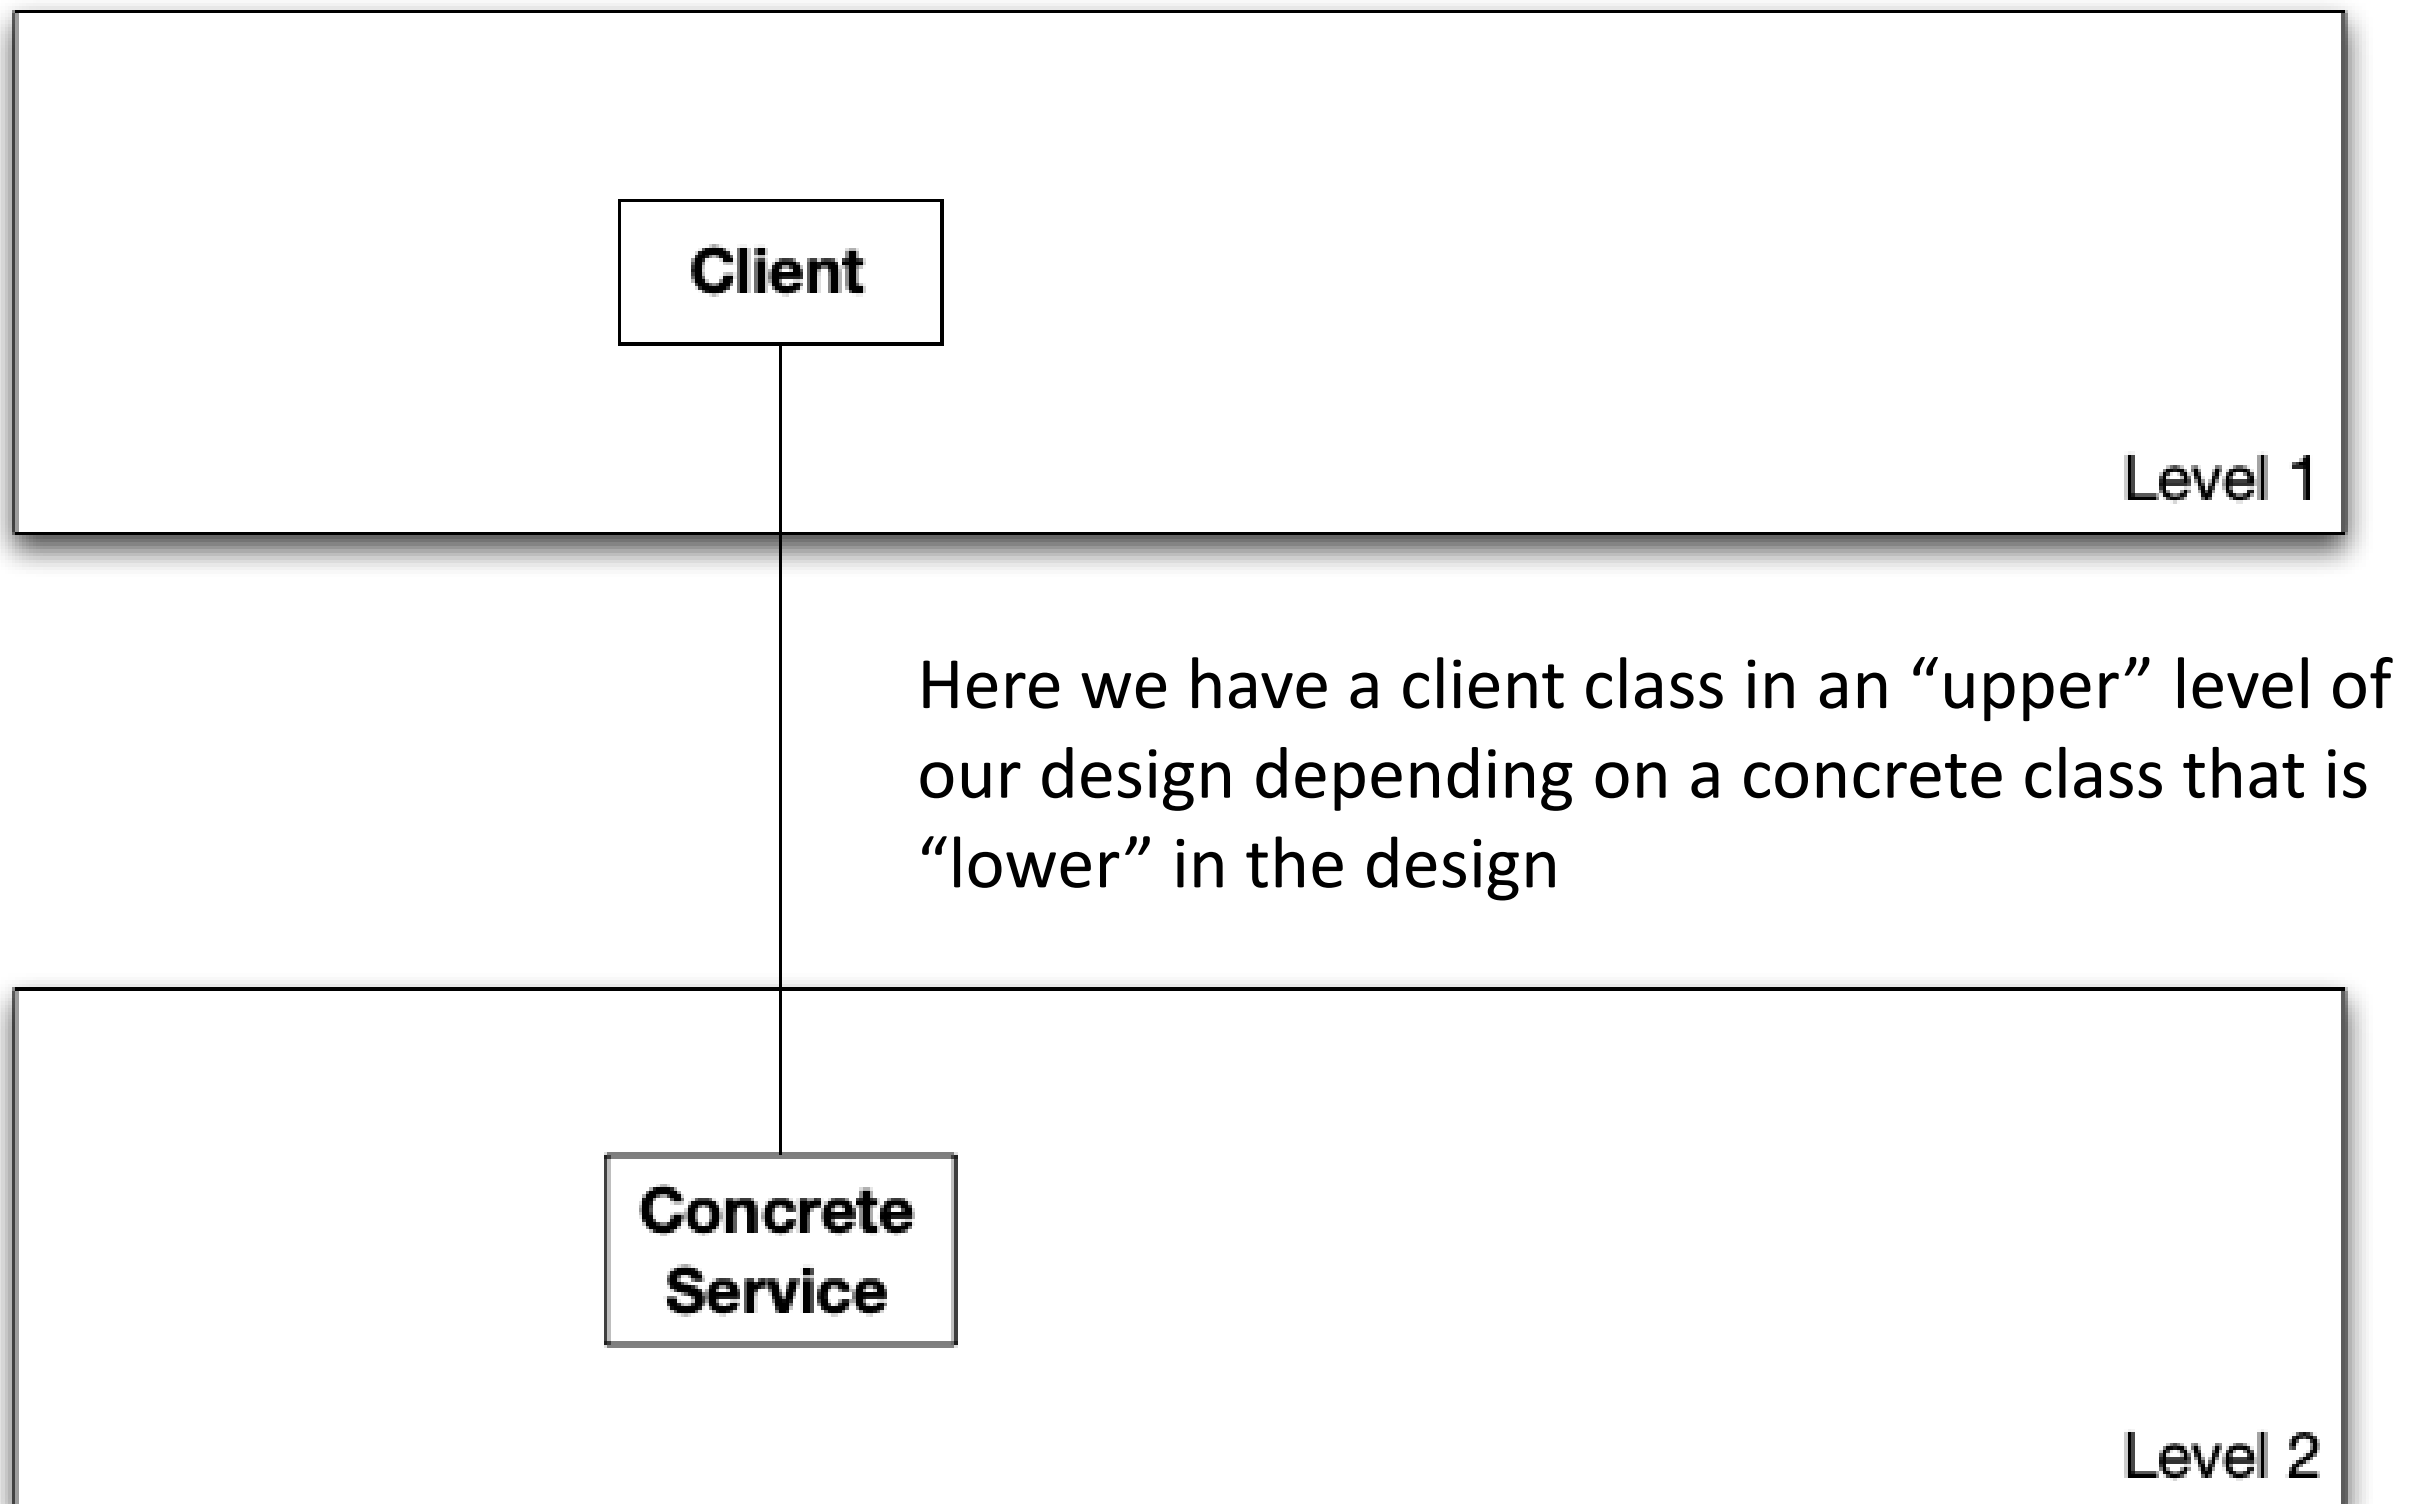 Client
Level 1
Here we have a client class in an “upper” level of
our design depending on a concrete class that is
“lower” in the design
Concrete
Service
Level 2